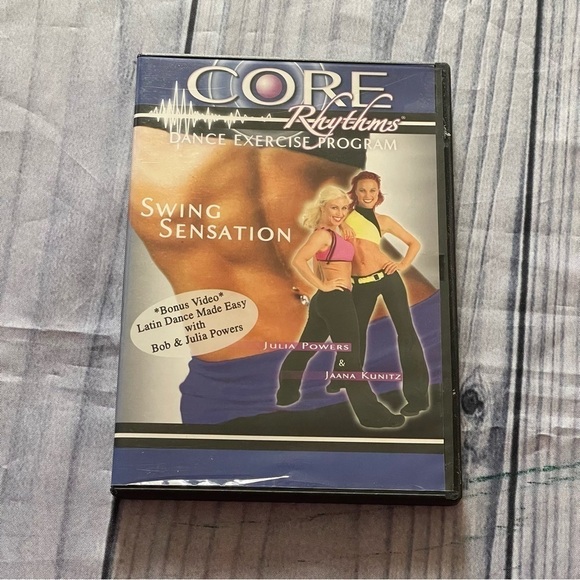 CORE
Rhythms™
DANCE EXERCISE PROGRAM
SWING
SENSATION
*Bonus Video*
Latin Dance Made Easy
with
Bob & Julia Powers
JULIA POWERS
&
JAANA KUNITZ